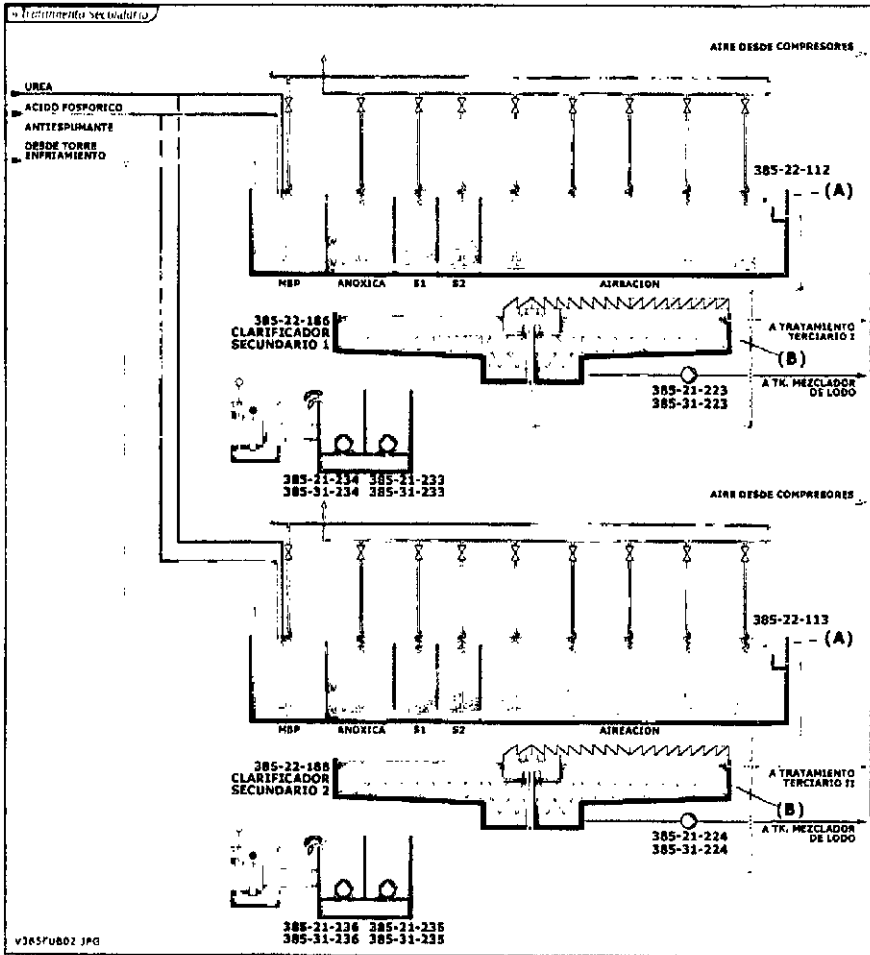 Tratamiento Secundario
AIRE DESDE COMPRESORES
UREA
ACIDO FOSFORICO
ANTIESPUMANTE
DESDE TORRE
ENFRIAMIENTO
385-22-112
(A)
MBP ANOXICA S1 S2 AIREACION
385-22-186
CLARIFICADOR
SECUNDARIO 1
A TRATAMIENTO
TERCIARIO I
(B)
385-21-223
385-31-223
A TK. MEZCLADOR
DE LODO
385-21-234 385-21-233
385-31-234 385-31-233
AIRE DESDE COMPRESORES
385-22-113
(A)
MBP ANOXICA S1 S2 AIREACION
385-22-188
CLARIFICADOR
SECUNDARIO 2
A TRATAMIENTO
TERCIARIO II
(B)
385-21-224
385-31-224
A TK. MEZCLADOR
DE LODO
385-21-236 385-21-235
385-31-236 385-31-235
V385FUB02.JPG